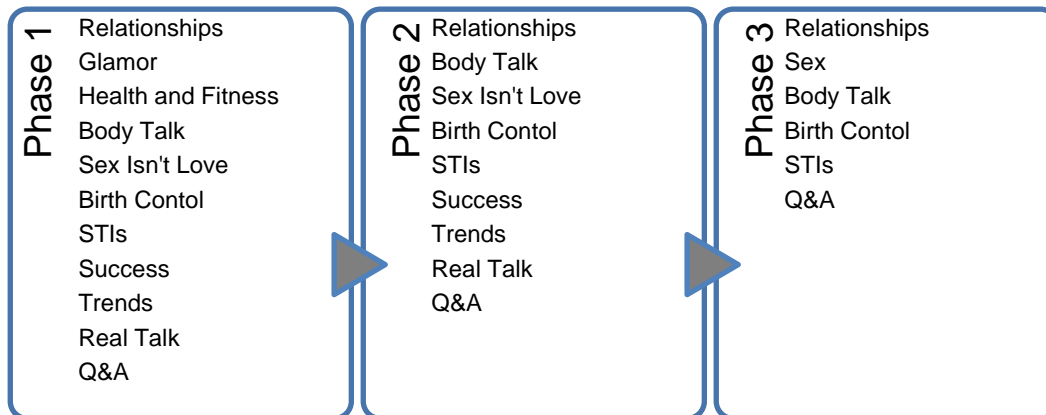 Phase 1
Relationships
Glamor
Health and Fitness
Body Talk
Sex Isn't Love
Birth Contol
STIs
Success
Trends
Real Talk
Q&A
Phase 2
Relationships
Body Talk
Sex Isn't Love
Birth Contol
STIs
Success
Trends
Real Talk
Q&A
Phase 3
Relationships
Sex
Body Talk
Birth Contol
STIs
Q&A